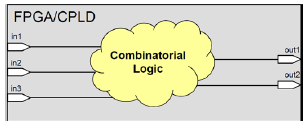 FPGA/CPLD
in1
in2
in3
Combinatorial
Logic
out1
out2